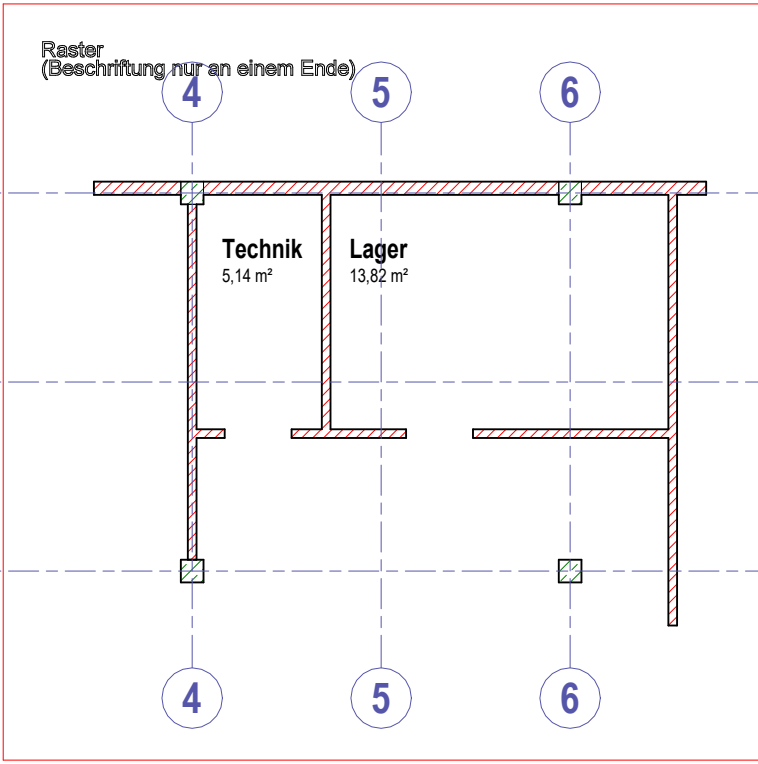 Raster
(Beschriftung nur an einem Ende)
4 5 6
Technik Lager
5,14 m² 13,82 m²
4 5 6